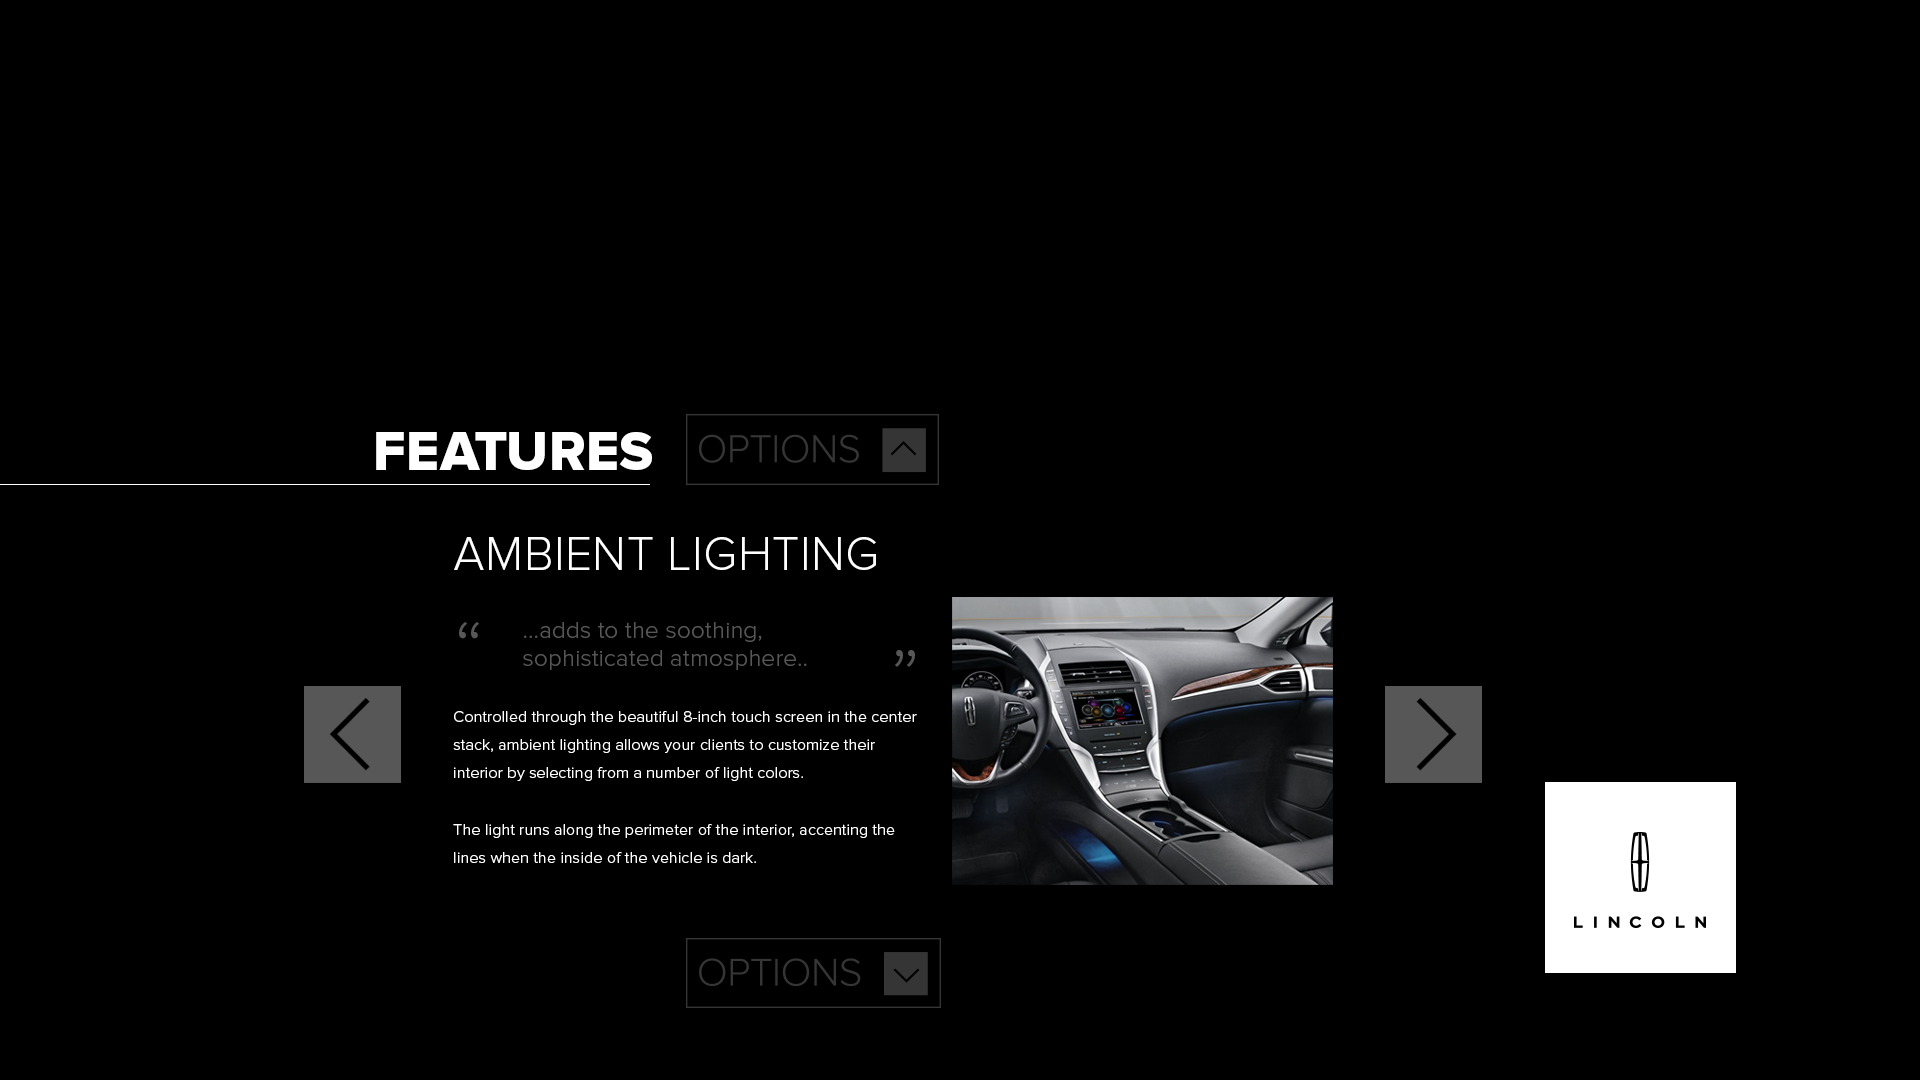 FEATURES
OPTIONS
AMBIENT LIGHTING
“ ...adds to the soothing,
sophisticated atmosphere.. ”
Controlled through the beautiful 8-inch touch screen in the center
stack, ambient lighting allows your clients to customize their
interior by selecting from a number of light colors.
The light runs along the perimeter of the interior, accenting the
lines when the inside of the vehicle is dark.
OPTIONS
LINCOLN